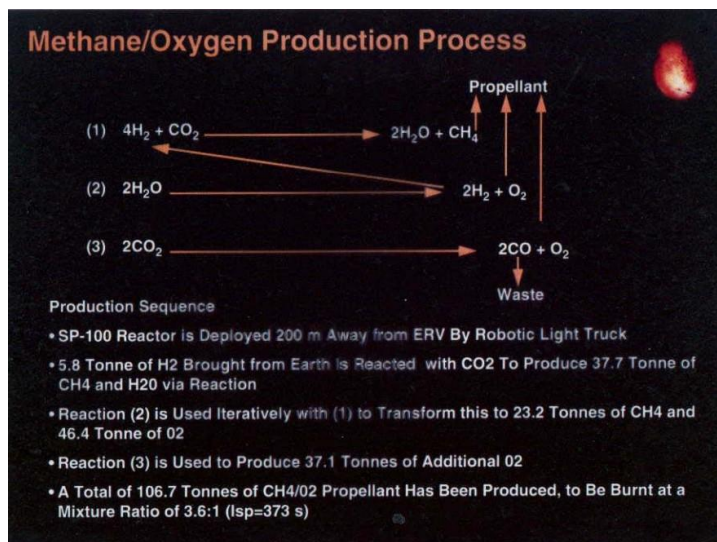 Methane/Oxygen Production Process
Propellant
(1) 4H₂ + CO₂ 2H₂O + CH₄
(2) 2H₂O 2H₂ + O₂
(3) 2CO₂ 2CO + O₂
Waste
Production Sequence
• SP-100 Reactor is Deployed 200 m Away from ERV By Robotic Light Truck
• 5.8 Tonne of H2 Brought from Earth is Reacted with CO2 To Produce 37.7 Tonne of
CH4 and H20 via Reaction
• Reaction (2) is Used Iteratively with (1) to Transform this to 23.2 Tonnes of CH4 and
46.4 Tonne of 02
• Reaction (3) is Used to Produce 37.1 Tonnes of Additional 02
• A Total of 106.7 Tonnes of CH4/02 Propellant Has Been Produced, to Be Burnt at a
Mixture Ratio of 3.6:1 (Isp=373 s)